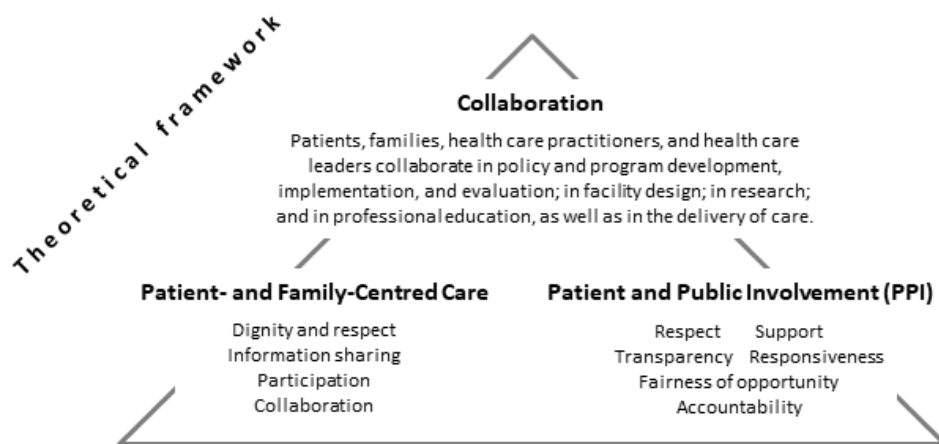 Theoretical framework
Collaboration
Patients, families, health care practitioners, and health care
leaders collaborate in policy and program development,
implementation, and evaluation; in facility design; in research;
and in professional education, as well as in the delivery of care.
Patient- and Family-Centred Care
Dignity and respect
Information sharing
Participation
Collaboration
Patient and Public Involvement (PPI)
Respect Support
Transparency Responsiveness
Fairness of opportunity
Accountability